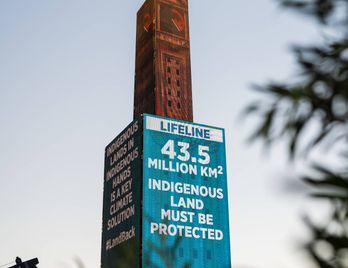 INDIGENOUS
LANDS IN
INDIGENOUS
HANDS IS
A KEY
CLIMATE
SOLUTION
#LandBack
LIFELINE
43.5
MILLION KM²
INDIGENOUS
LAND
MUST BE
PROTECTED